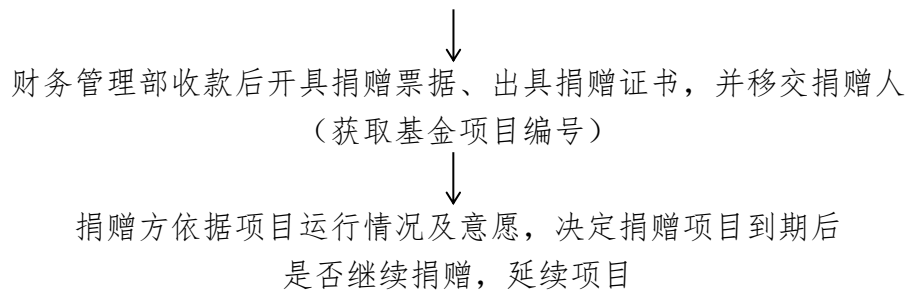 财务管理部收款后开具捐赠票据、出具捐赠证书，并移交捐赠人
（获取基金项目编号）
捐赠方依据项目运行情况及意愿，决定捐赠项目到期后
是否继续捐赠，延续项目